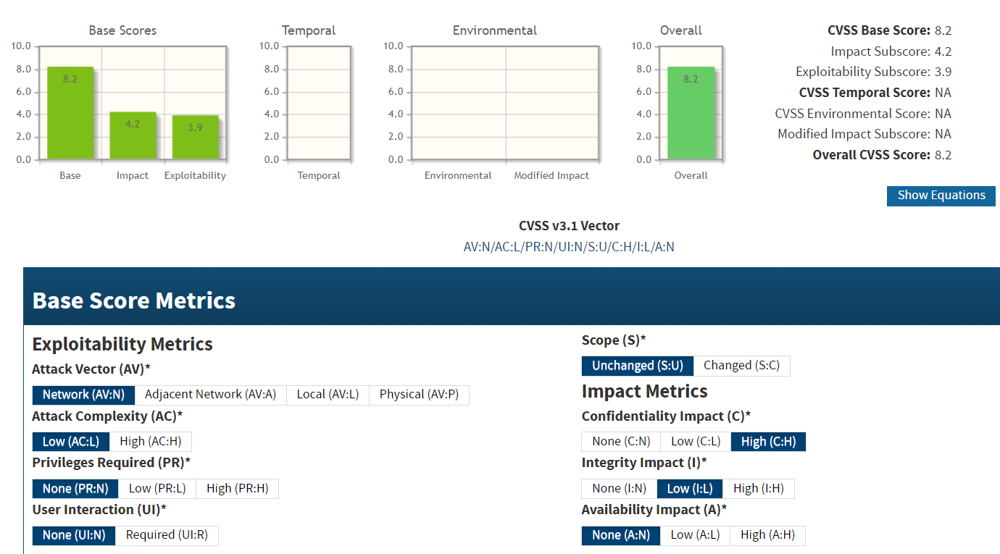 Base Scores
10.0
8.0
6.0
4.0
2.0
0.0
8.2
4.2
3.9
Base Impact Exploitability
Temporal
10.0
8.0
6.0
4.0
2.0
0.0
Temporal
Environmental
10.0
8.0
6.0
4.0
2.0
0.0
Environmental Modified Impact
Overall
10.0
8.0
6.0
4.0
2.0
0.0
8.2
Overall
CVSS Base Score: 8.2
Impact Subscore: 4.2
Exploitability Subscore: 3.9
CVSS Temporal Score: NA
CVSS Environmental Score: NA
Modified Impact Subscore: NA
Overall CVSS Score: 8.2
Show Equations
CVSS v3.1 Vector
AV:N/AC:L/PR:N/UI:N/S:U/C:H/I:L/A:N
Base Score Metrics
Exploitability Metrics
Attack Vector (AV)*
Network (AV:N) Adjacent Network (AV:A) Local (AV:L) Physical (AV:P)
Attack Complexity (AC)*
Low (AC:L) High (AC:H)
Privileges Required (PR)*
None (PR:N) Low (PR:L) High (PR:H)
User Interaction (UI)*
None (UI:N) Required (UI:R)
Scope (S)*
Unchanged (S:U) Changed (S:C)
Impact Metrics
Confidentiality Impact (C)*
None (C:N) Low (C:L) High (C:H)
Integrity Impact (I)*
None (I:N) Low (I:L) High (I:H)
Availability Impact (A)*
None (A:N) Low (A:L) High (A:H)